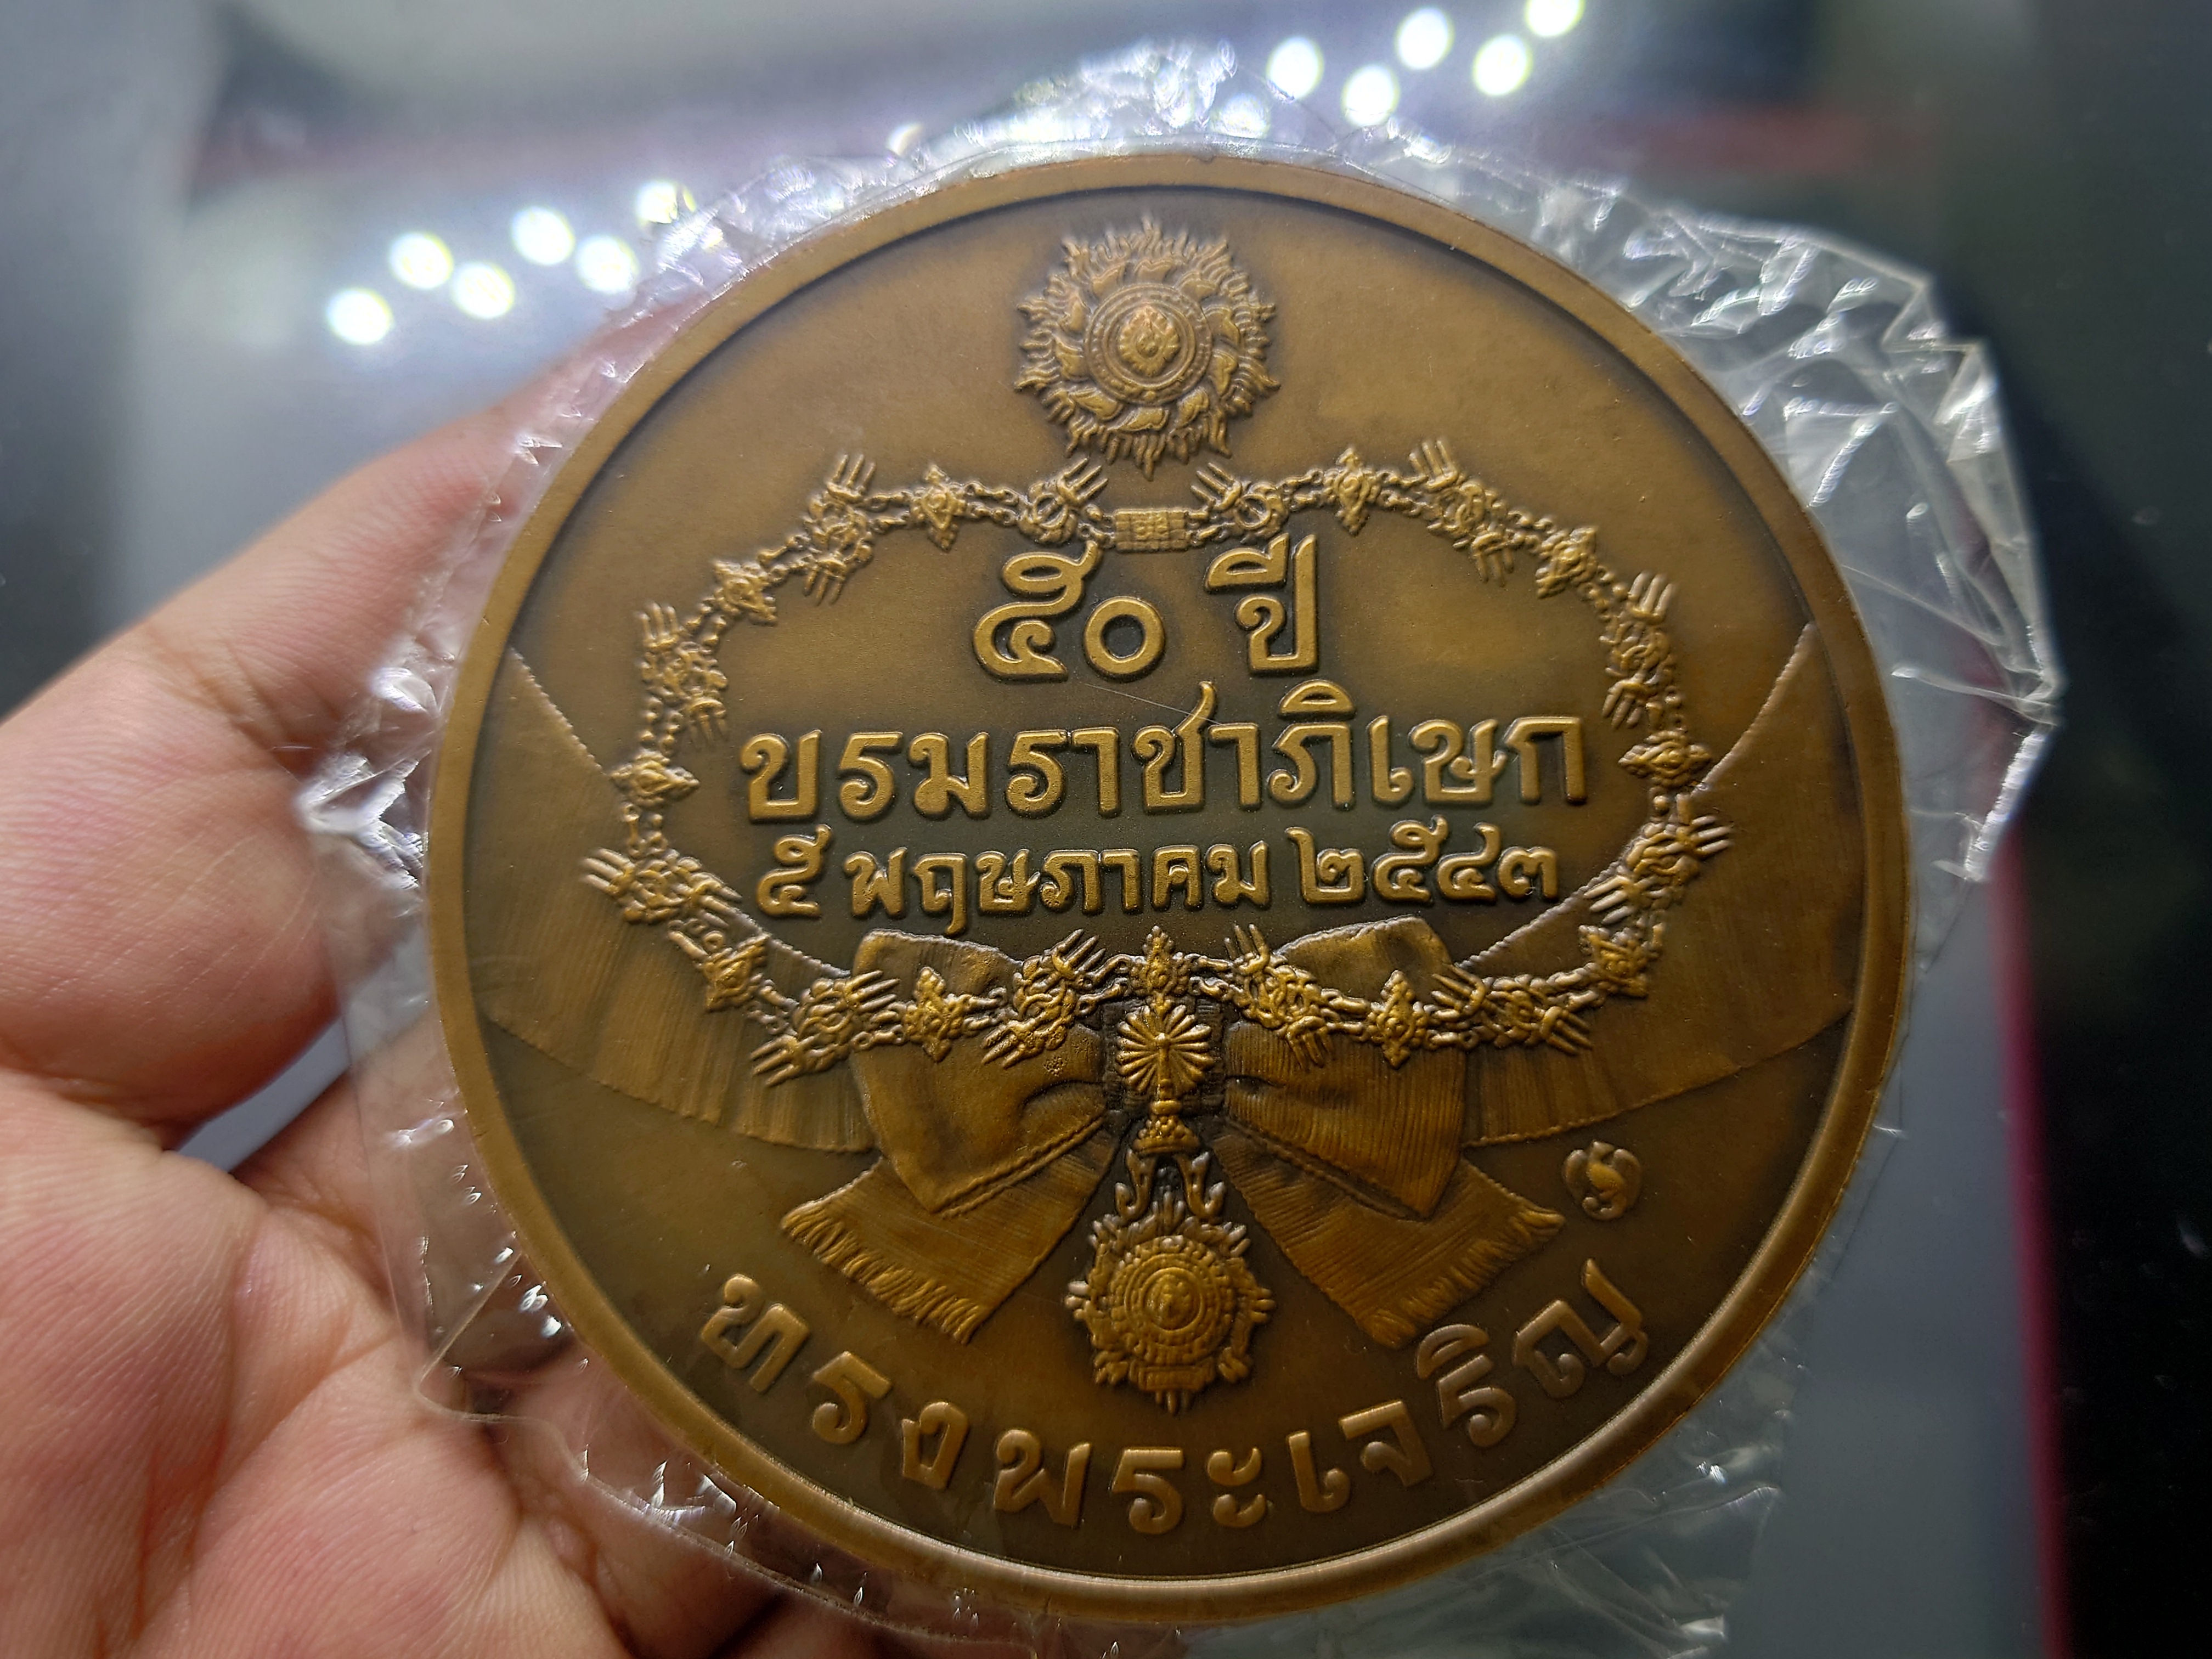 ๕๐ ปี
บรมราชาภิเษก
๕ พฤษภาคม ๒๕๔๓
ทรงพระเจริญ